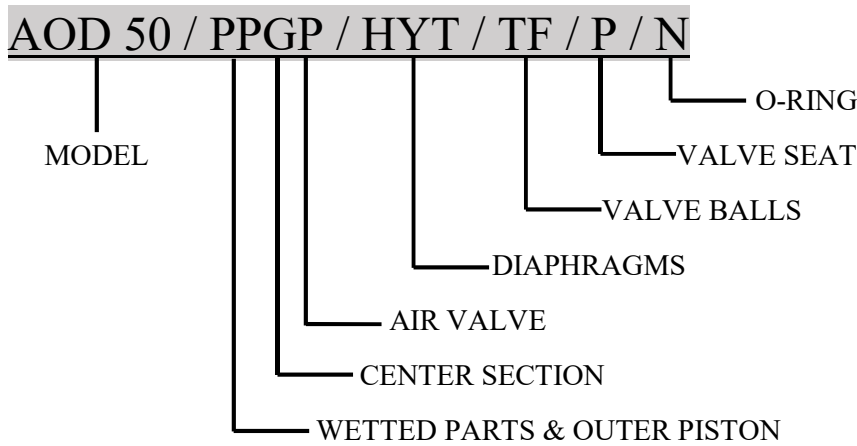 AOD 50 / PPGP / HYT / TF / P / N
O-RING
MODEL
VALVE SEAT
VALVE BALLS
DIAPHRAGMS
AIR VALVE
CENTER SECTION
WETTED PARTS & OUTER PISTON